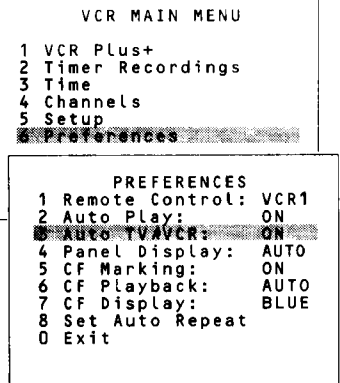 VCR MAIN MENU
1 VCR Plus+
2 Timer Recordings
3 Time
4 Channels
5 Setup
6 Preferences
PREFERENCES
1 Remote Control: VCR1
2 Auto Play: ON
3 Auto TV/VCR: ON
4 Panel Display: AUTO
5 CF Marking: ON
6 CF Playback: AUTO
7 CF Display: BLUE
8 Set Auto Repeat
0 Exit